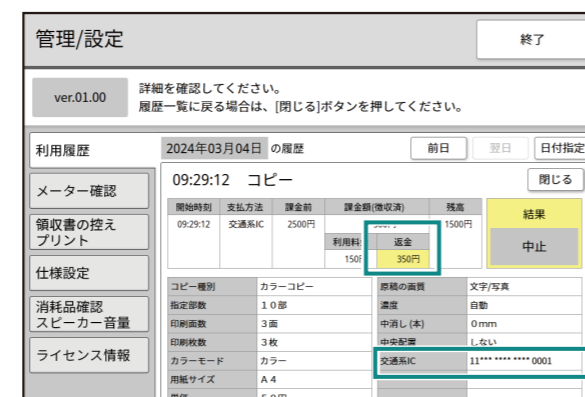 管理/設定
終了
ver.01.00
詳細を確認してください。
履歴一覧に戻る場合は、[閉じる]ボタンを押してください。
利用履歴
メーター確認
領収書の控え
プリント
仕様設定
消耗品確認
スピーカー音量
ライセンス情報
2024年03月04日 の履歴
前日
翌日
日付指定
09:29:12 コピー
閉じる
開始時刻 支払方法 課金前 課金額(徴収済) 残高
09:29:12 交通系IC 2500円 1500円
返金
350円
結果
中止
コピー種別 カラーコピー 原稿の画質 文字/写真
指定部数 10部 濃度 自動
印刷面数 3面 中消し(本) 0mm
印刷枚数 3枚 中央配置 しない
カラーモード カラー 交通系IC 11*** **** **** 0001
用紙サイズ A4